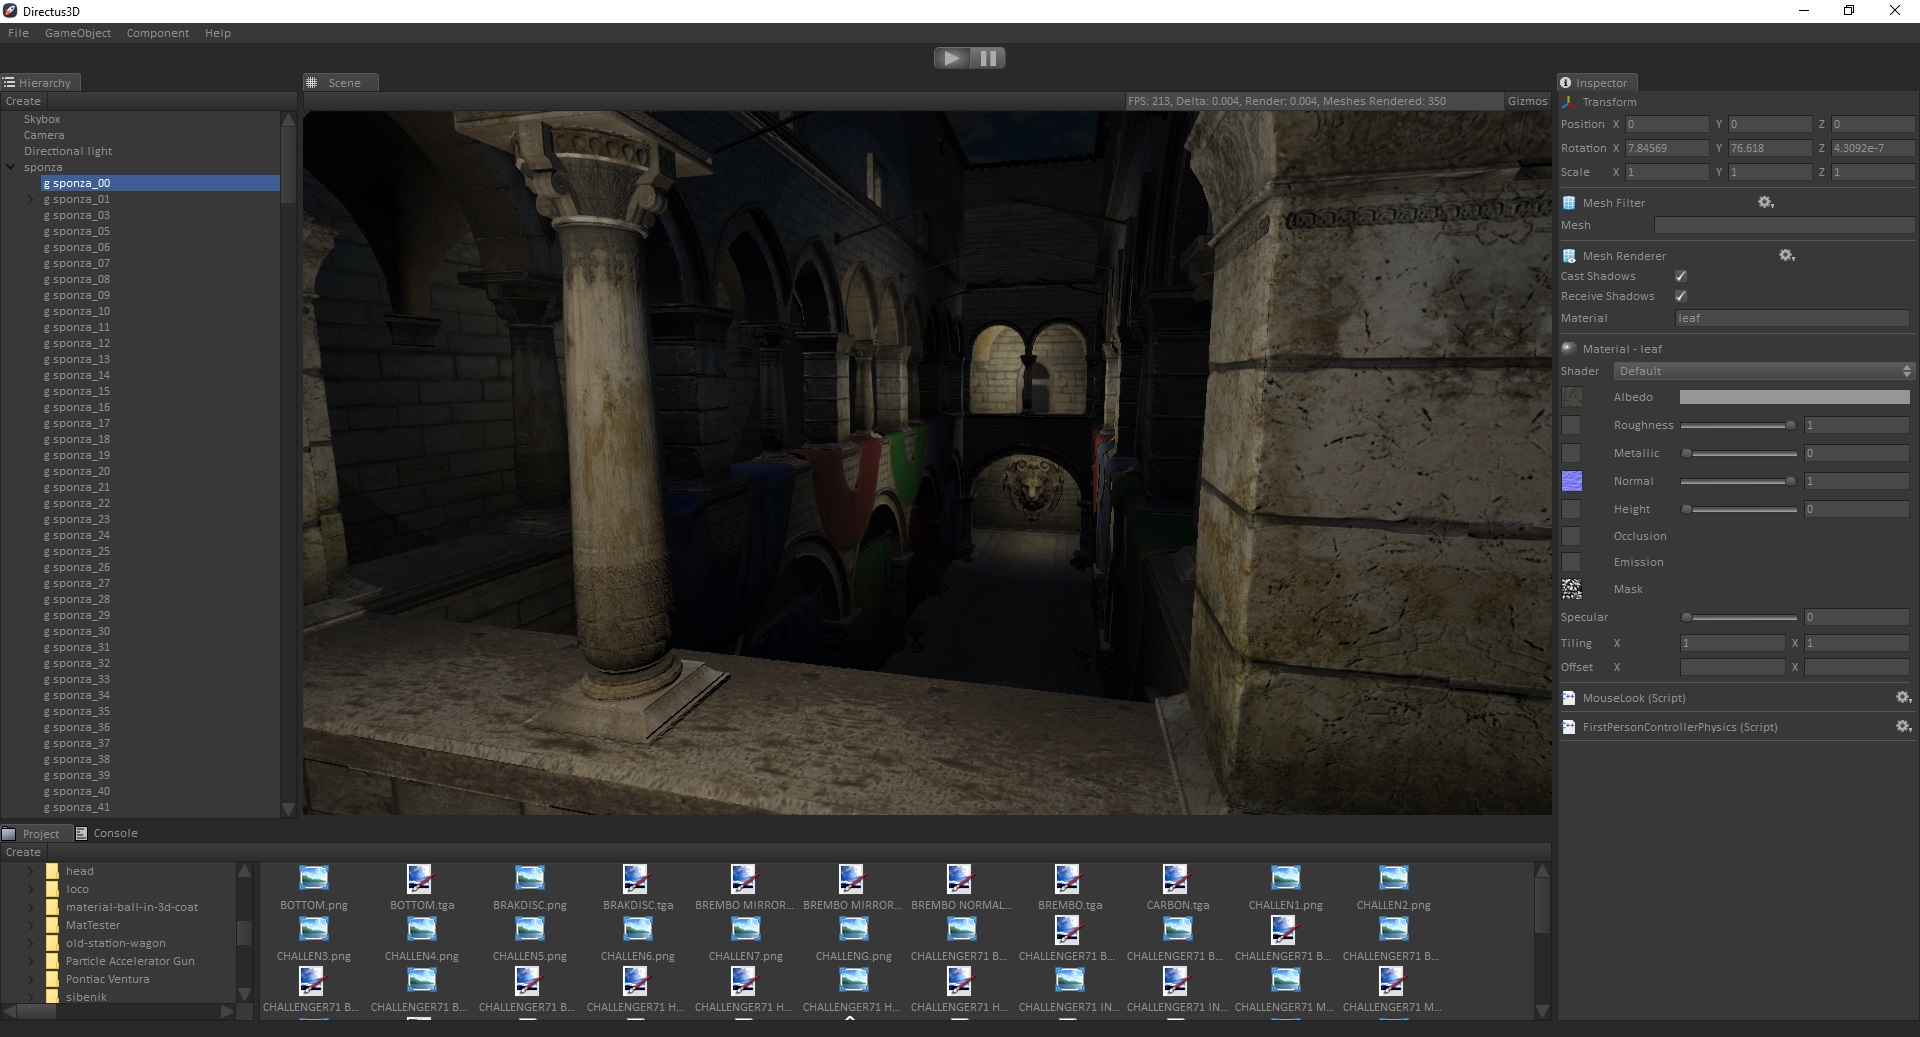 Directus3D
File GameObject Component Help
Hierarchy
Create
Skybox
Camera
Directional light
sponza
g sponza_00
g sponza_01
g sponza_03
g sponza_05
g sponza_06
g sponza_07
g sponza_08
g sponza_09
g sponza_10
g sponza_11
g sponza_12
g sponza_13
g sponza_14
g sponza_15
g sponza_16
g sponza_17
g sponza_18
g sponza_19
g sponza_20
g sponza_21
g sponza_22
g sponza_23
g sponza_24
g sponza_25
g sponza_26
g sponza_27
g sponza_28
g sponza_29
g sponza_30
g sponza_31
g sponza_32
g sponza_33
g sponza_34
g sponza_35
g sponza_36
g sponza_37
g sponza_38
g sponza_39
g sponza_40
g sponza_41
Scene
FPS: 213, Delta: 0.004, Render: 0.004, Meshes Rendered: 350 Gizmos
Inspector
Transform
Position X 0 Y 0 Z 0
Rotation X 7.84569 Y 76.618 Z 4.3092e-7
Scale X 1 Y 1 Z 1
Mesh Filter
Mesh
Mesh Renderer
Cast Shadows
Receive Shadows
Material leaf
Material - leaf
Shader Default
Albedo
Roughness 1
Metallic 0
Normal 1
Height 0
Occlusion
Emission
Mask
Specular 0
Tiling X 1 X 1
Offset X X
MouseLook (Script)
FirstPersonControllerPhysics (Script)
Project Console
Create
head
loco
material-ball-in-3d-coat
MatTester
old-station-wagon
Particle Accelerator Gun
Pontiac Ventura
sibenik
BOTTOM.png BOTTOM.tga BRAKDISC.png BRAKDISC.tga BREMBO MIRROR... BREMBO MIRROR... BREMBO NORMAL... BREMBO.tga CARBON.tga CHALLEN1.png CHALLEN2.png
CHALLEN3.png CHALLEN4.png CHALLEN5.png CHALLEN6.png CHALLEN7.png CHALLENG.png CHALLENGER71 B... CHALLENGER71 B... CHALLENGER71 B... CHALLENGER71 B... CHALLENGER71 B...
CHALLENGER71 B... CHALLENGER71 B... CHALLENGER71 B... CHALLENGER71 H... CHALLENGER71 H... CHALLENGER71 H... CHALLENGER71 H... CHALLENGER71 IN... CHALLENGER71 IN... CHALLENGER71 M... CHALLENGER71 M...